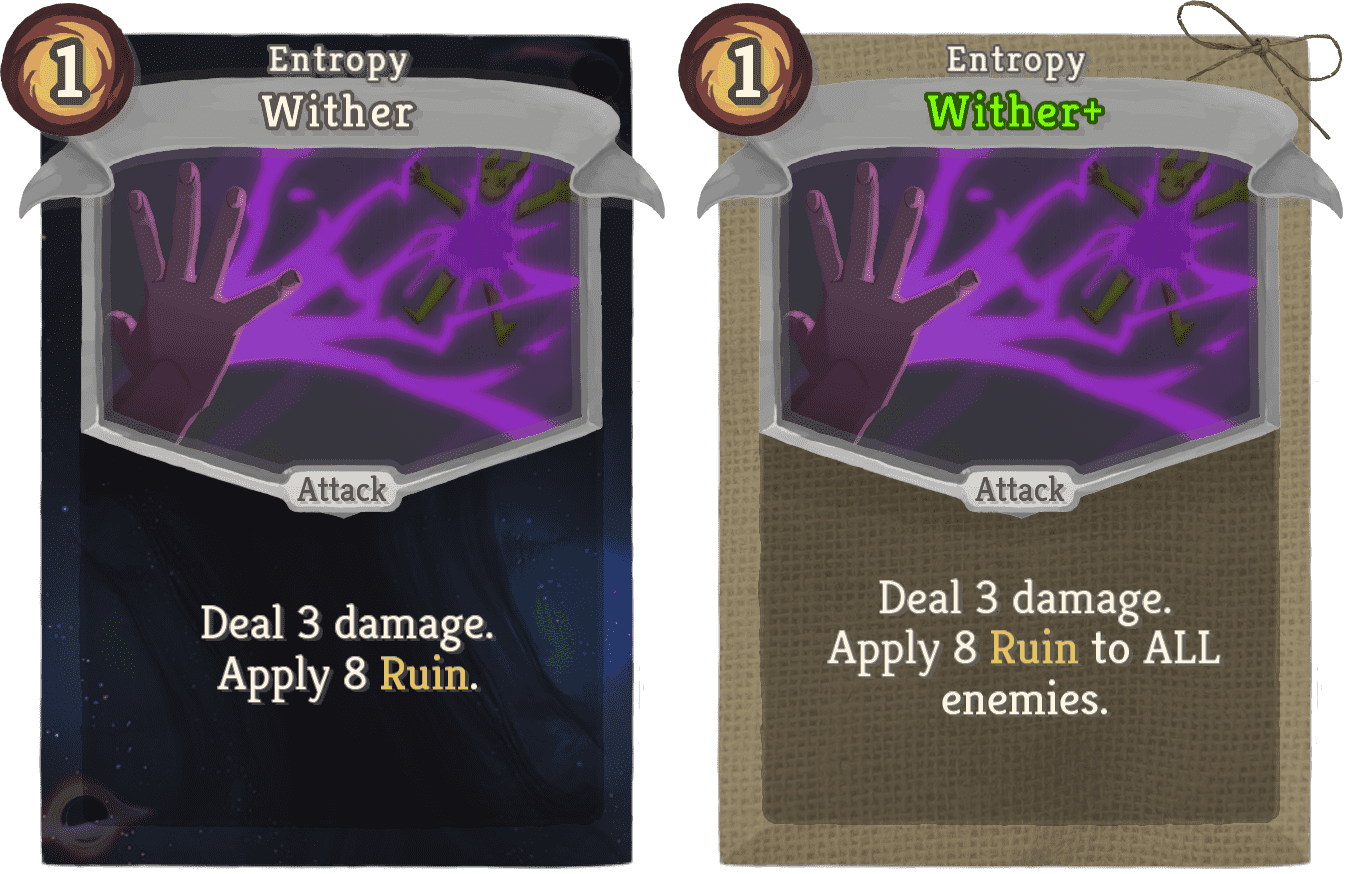 1
Entropy
Wither
Attack
Deal 3 damage.
Apply 8 Ruin.
1
Entropy
Wither+
Attack
Deal 3 damage.
Apply 8 Ruin to ALL
enemies.